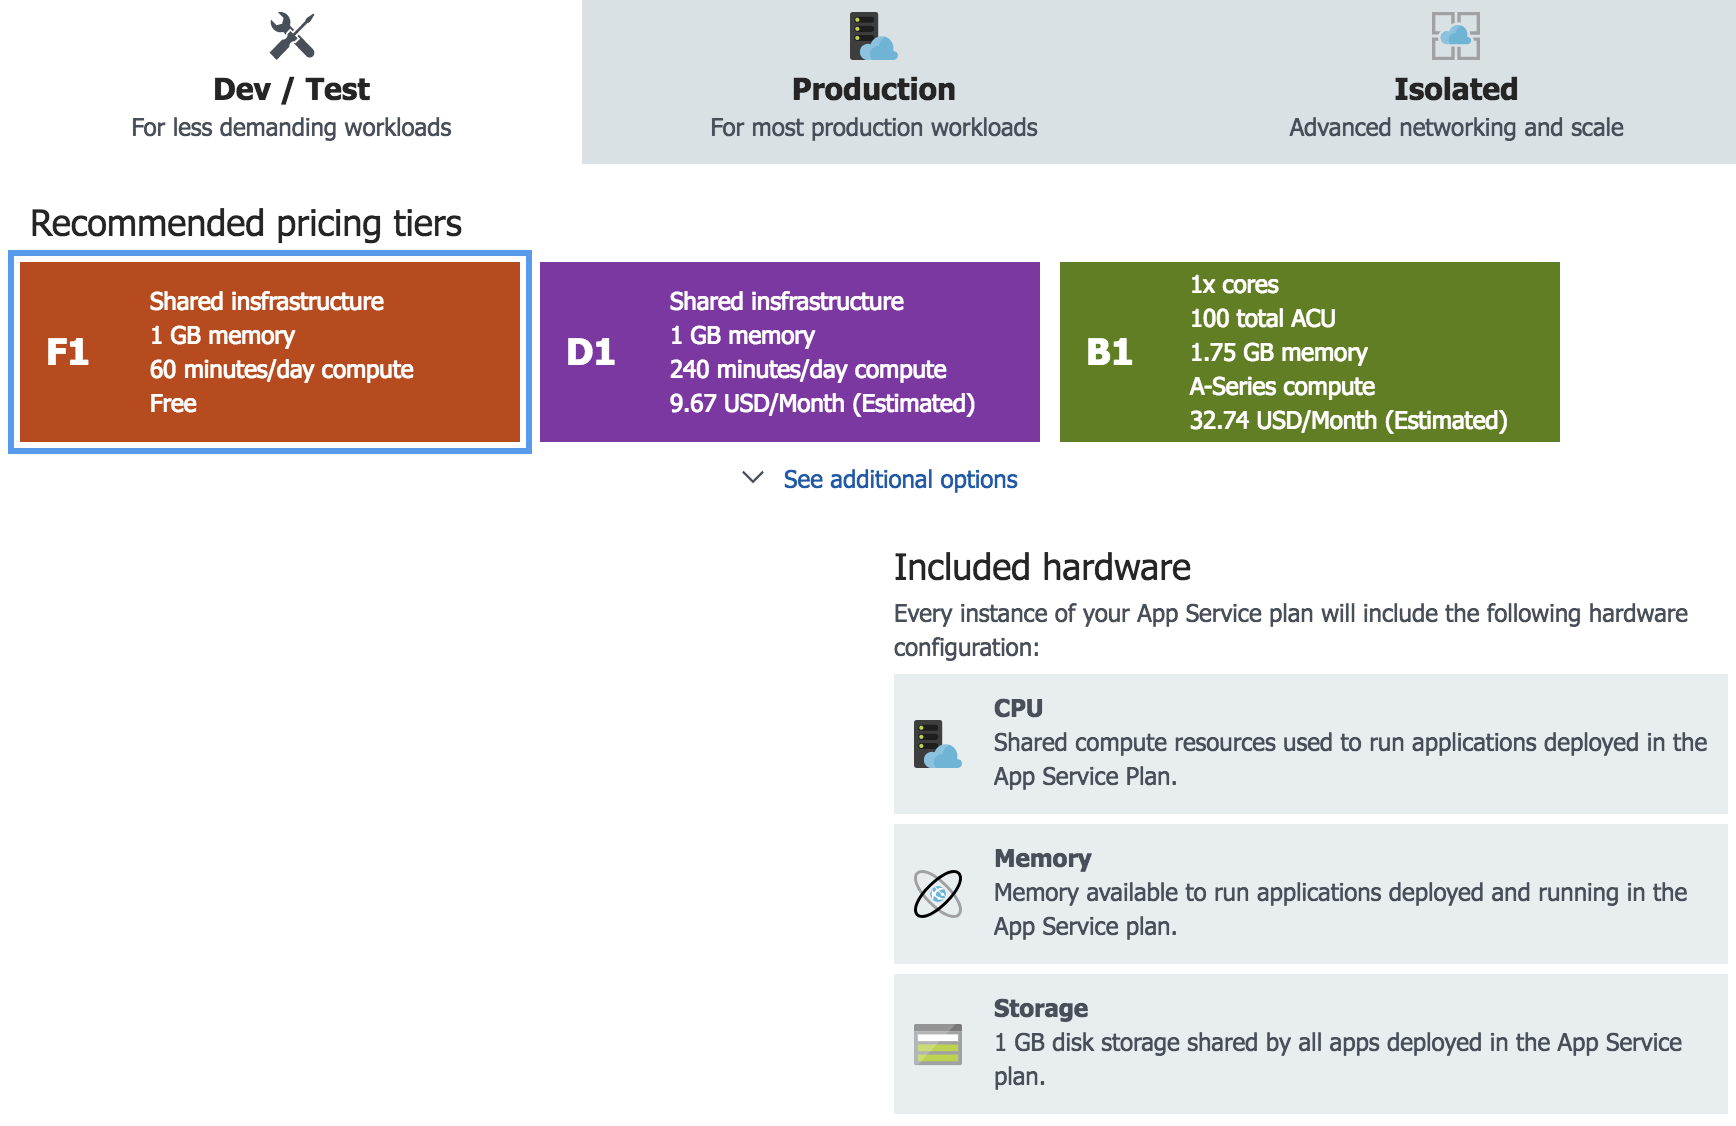 Dev / Test
For less demanding workloads
Production
For most production workloads
Isolated
Advanced networking and scale
Recommended pricing tiers
F1
Shared insfrastructure
1 GB memory
60 minutes/day compute
Free
D1
Shared insfrastructure
1 GB memory
240 minutes/day compute
9.67 USD/Month (Estimated)
B1
1x cores
100 total ACU
1.75 GB memory
A-Series compute
32.74 USD/Month (Estimated)
See additional options
Included hardware
Every instance of your App Service plan will include the following hardware
configuration:
CPU
Shared compute resources used to run applications deployed in the
App Service Plan.
Memory
Memory available to run applications deployed and running in the
App Service plan.
Storage
1 GB disk storage shared by all apps deployed in the App Service
plan.